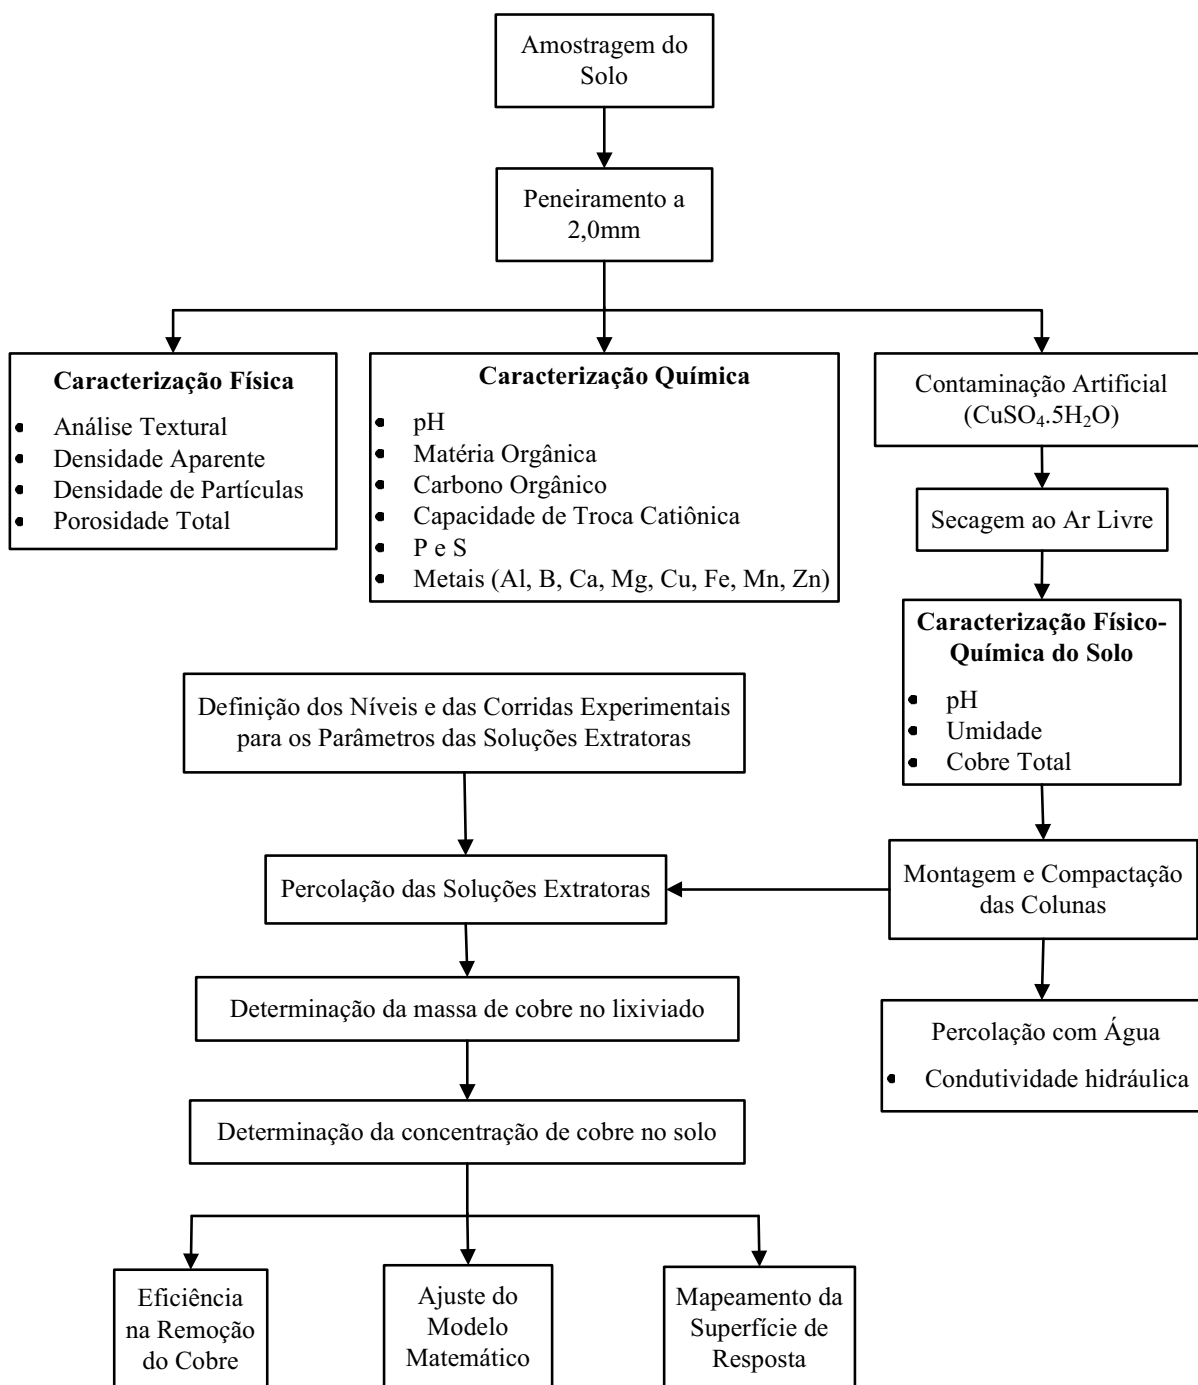 Amostragem do
Solo
Peneiramento a
2,0mm
Caracterização Física
• Análise Textural
• Densidade Aparente
• Densidade de Partículas
• Porosidade Total
Caracterização Química
• pH
• Matéria Orgânica
• Carbono Orgânico
• Capacidade de Troca Catiônica
• P e S
• Metais (Al, B, Ca, Mg, Cu, Fe, Mn, Zn)
Contaminação Artificial
(CuSO₄.5H₂O)
Secagem ao Ar Livre
Caracterização Físico-
Química do Solo
• pH
• Umidade
• Cobre Total
Definição dos Níveis e das Corridas Experimentais
para os Parâmetros das Soluções Extratoras
Percolação das Soluções Extratoras
Montagem e Compactação
das Colunas
Determinação da massa de cobre no lixiviado
Percolação com Água
• Condutividade hidráulica
Determinação da concentração de cobre no solo
Eficiência
na Remoção
do Cobre
Ajuste do
Modelo
Matemático
Mapeamento da
Superfície de
Resposta